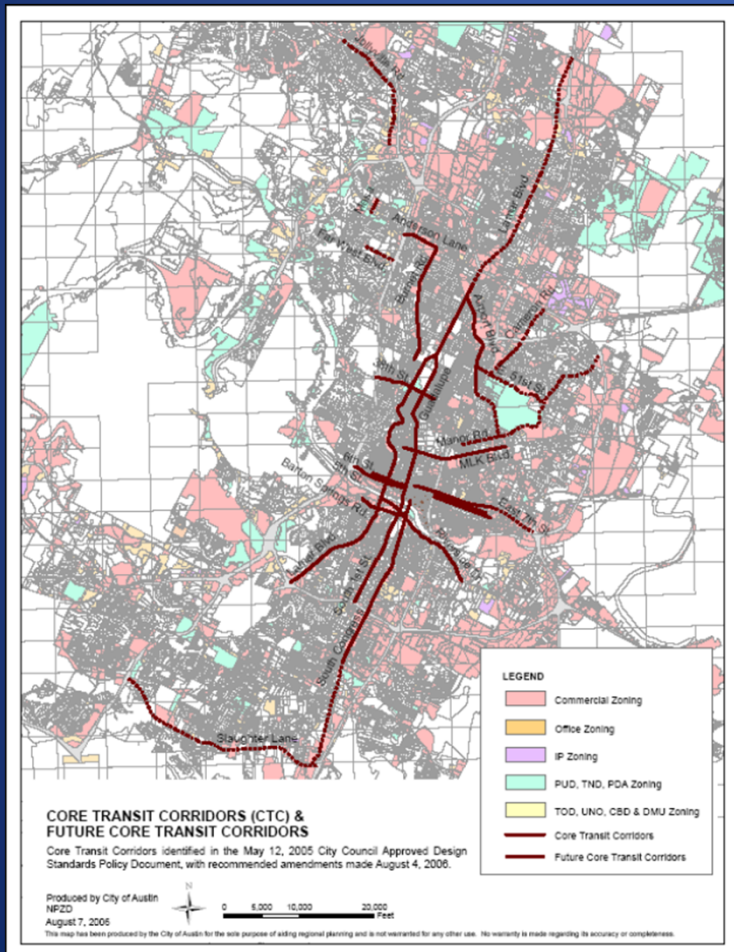 Jollyville Rd
Lamar Blvd
Anderson Lane
Far West Blvd
Burnet Rd
Airport Blvd
Cameron Rd
51st St
38th St
Guadalupe
Manor Rd
MLK Blvd
6th St
5th St
Barton Springs Rd
East 7th St
Lamar Blvd
Riverside Dr
South 1st St
South Congress
Slaughter Lane
LEGEND
Commercial Zoning
Office Zoning
IP Zoning
PUD, TND, PDA Zoning
TOD, UNO, CBD & DMU Zoning
Core Transit Corridors
Future Core Transit Corridors
CORE TRANSIT CORRIDORS (CTC) &
FUTURE CORE TRANSIT CORRIDORS
Core Transit Corridors identified in the May 12, 2005 City Council Approved Design
Standards Policy Document, with recommended amendments made August 4, 2006.
Produced by City of Austin
NPZD
August 7, 2006
N
0 5,000 10,000 20,000
Feet
This map has been produced by the City of Austin for the sole purpose of aiding regional planning and is not warranted for any other use. No warranty is made regarding its accuracy or completeness.